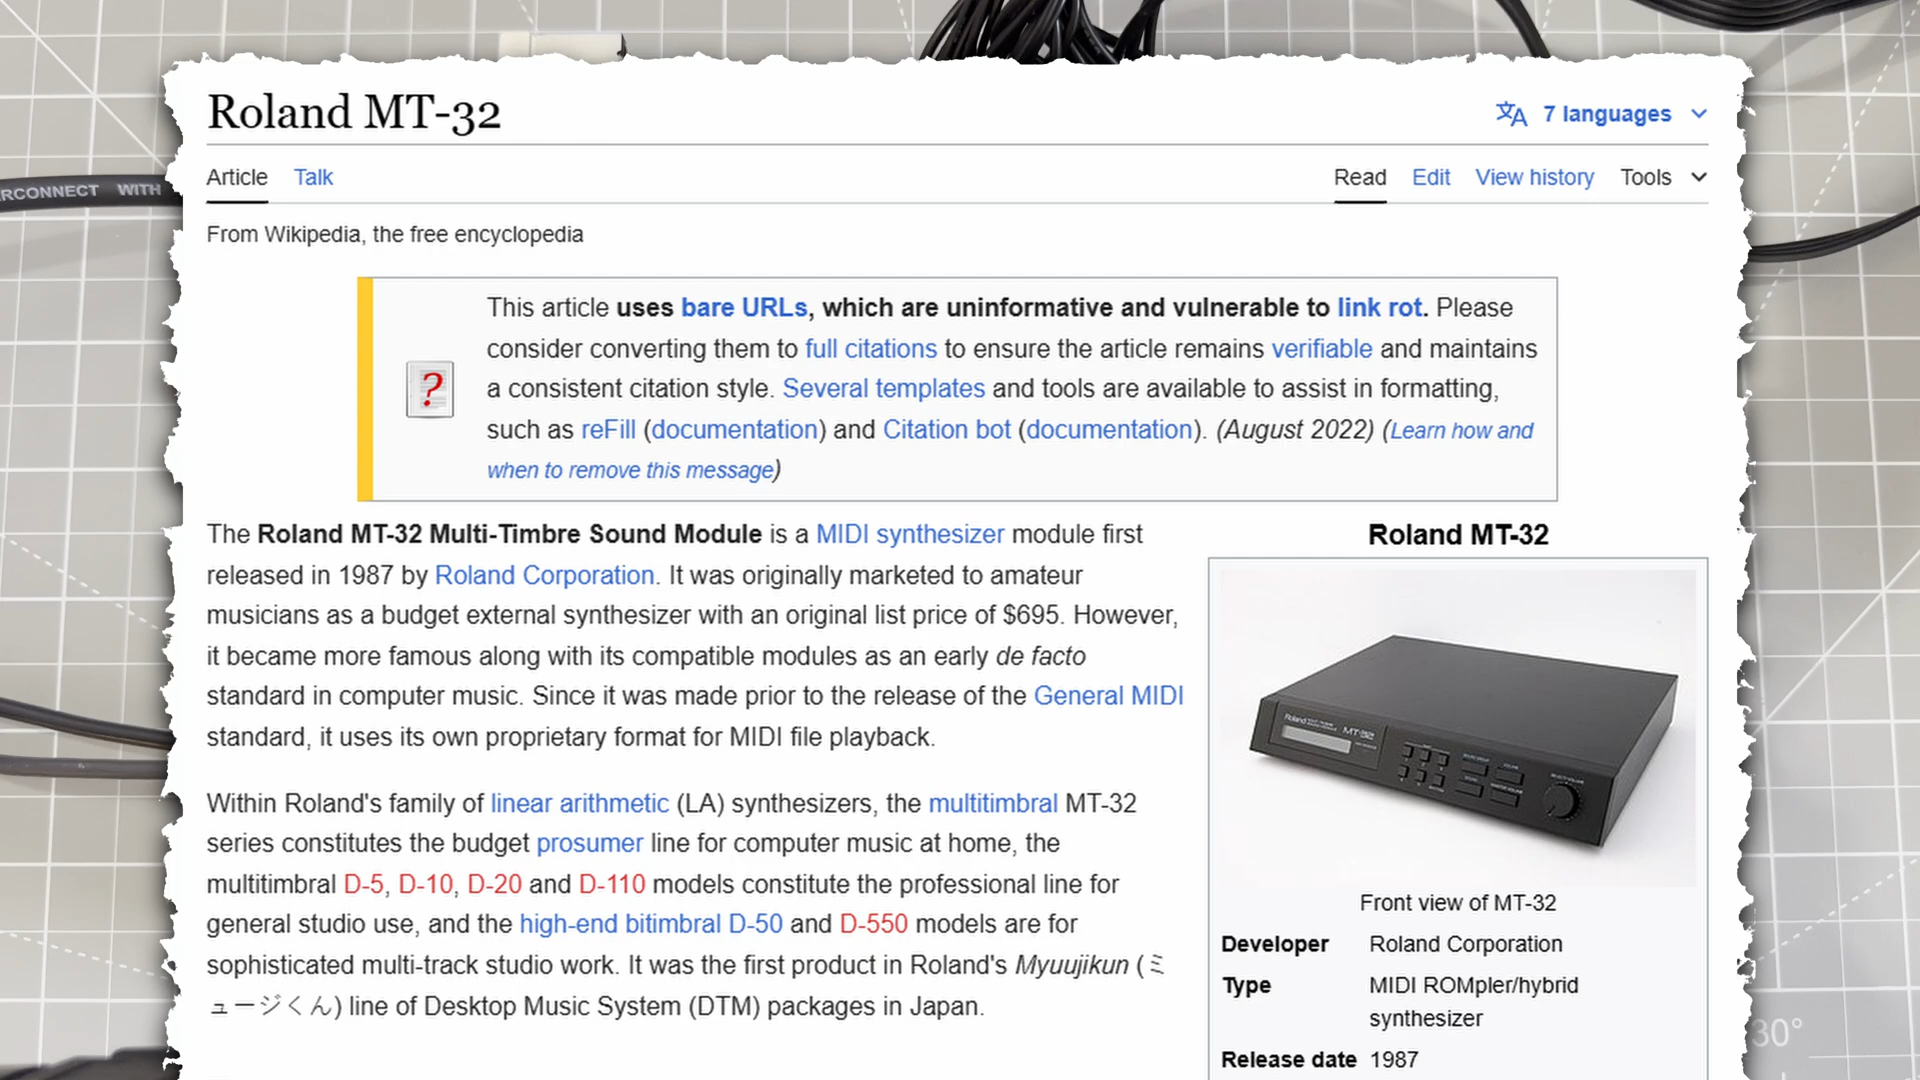 Roland MT-32
7 languages
Article Talk
Read Edit View history Tools
From Wikipedia, the free encyclopedia
This article uses bare URLs, which are uninformative and vulnerable to link rot. Please
consider converting them to full citations to ensure the article remains verifiable and maintains
a consistent citation style. Several templates and tools are available to assist in formatting,
such as reFill (documentation) and Citation bot (documentation). (August 2022) (Learn how and
when to remove this message)
The Roland MT-32 Multi-Timbre Sound Module is a MIDI synthesizer module first
released in 1987 by Roland Corporation. It was originally marketed to amateur
musicians as a budget external synthesizer with an original list price of $695. However,
it became more famous along with its compatible modules as an early de facto
standard in computer music. Since it was made prior to the release of the General MIDI
standard, it uses its own proprietary format for MIDI file playback.
Within Roland's family of linear arithmetic (LA) synthesizers, the multitimbral MT-32
series constitutes the budget prosumer line for computer music at home, the
multitimbral D-5, D-10, D-20 and D-110 models constitute the professional line for
general studio use, and the high-end bitimbral D-50 and D-550 models are for
sophisticated multi-track studio work. It was the first product in Roland's Myuujikun (ミ
ュージくん) line of Desktop Music System (DTM) packages in Japan.
Roland MT-32
Roland
MT-32
Front view of MT-32
Developer Roland Corporation
Type MIDI ROMpler/hybrid
synthesizer
Release date 1987
RCONNECT WITH
30°